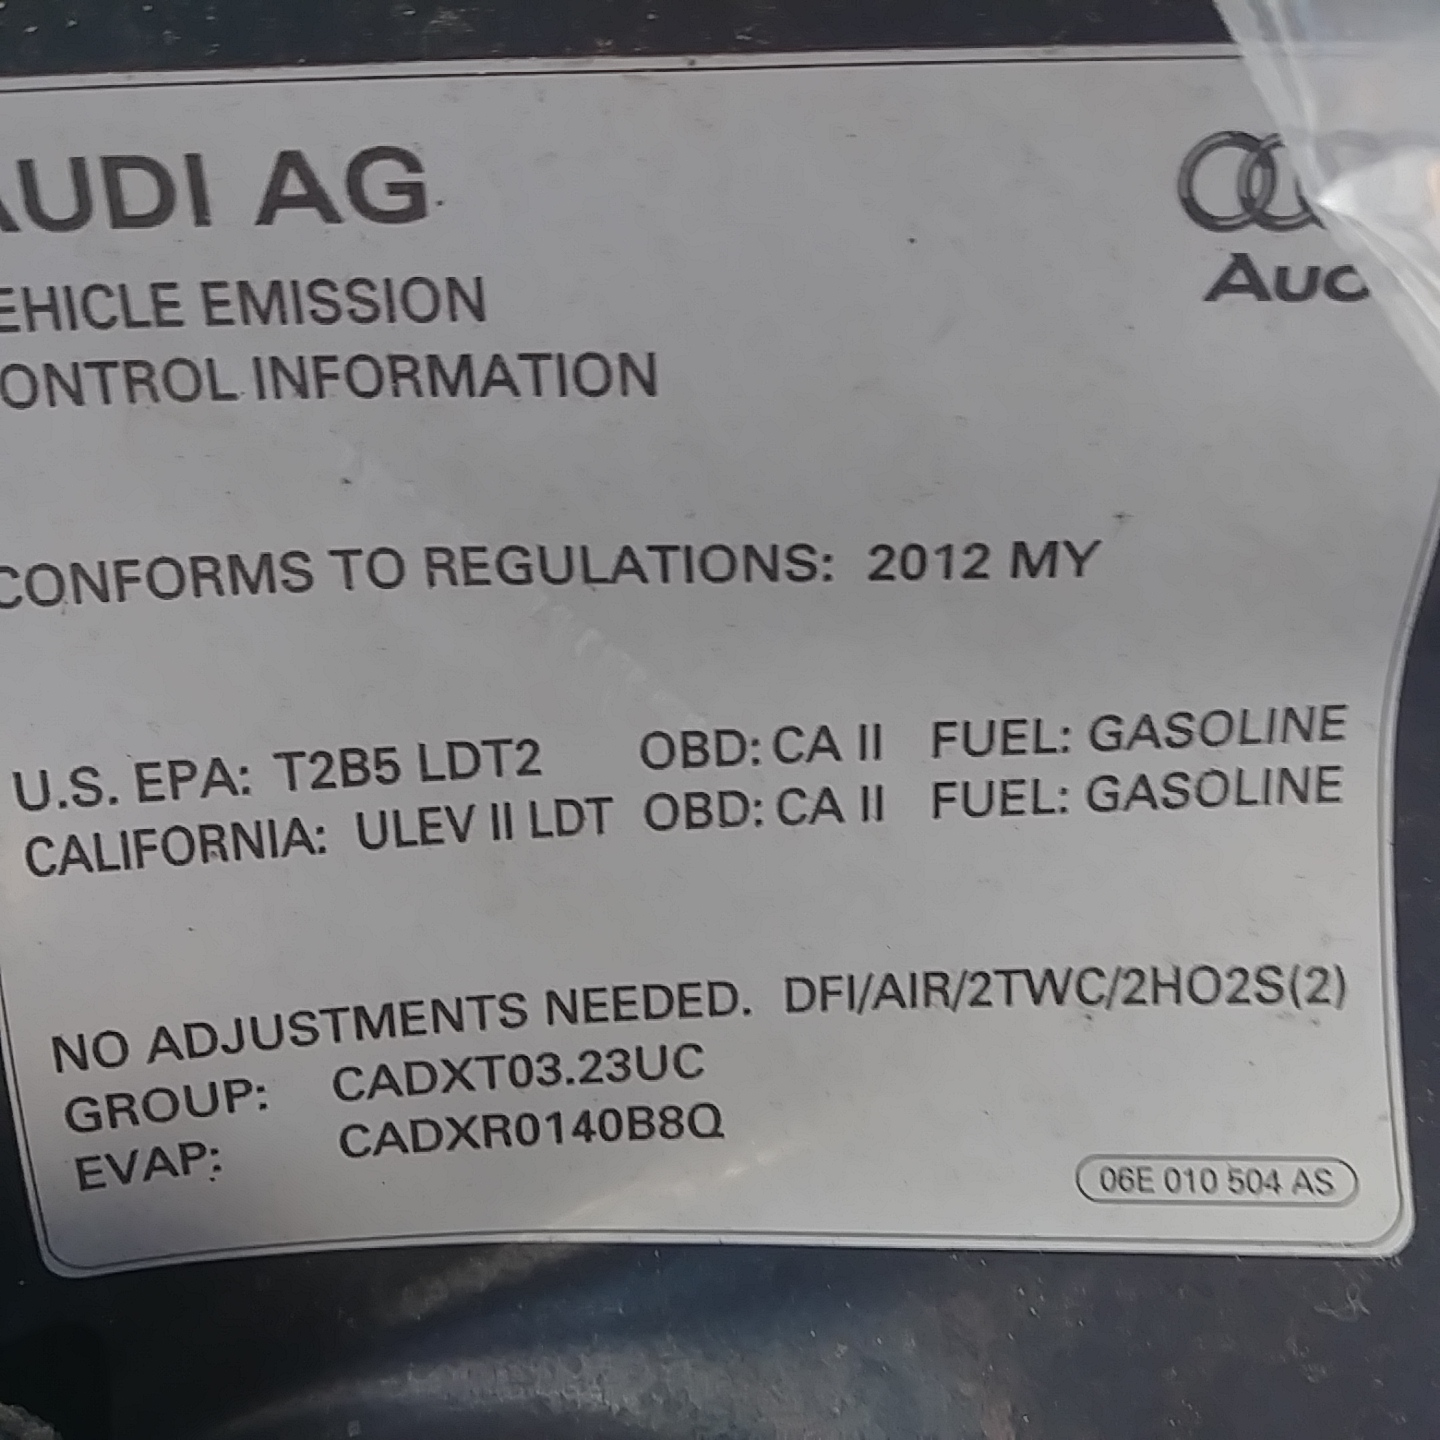 AUDI AG
EHICLE EMISSION
ONTROL INFORMATION
Aud
CONFORMS TO REGULATIONS: 2012 MY
U.S. EPA: T2B5 LDT2 OBD: CA II FUEL: GASOLINE
CALIFORNIA: ULEV II LDT OBD: CA II FUEL: GASOLINE
NO ADJUSTMENTS NEEDED. DFI/AIR/2TWC/2HO2S(2)
GROUP: CADXT03.23UC
EVAP: CADXR0140B8Q
06E 010 504 AS